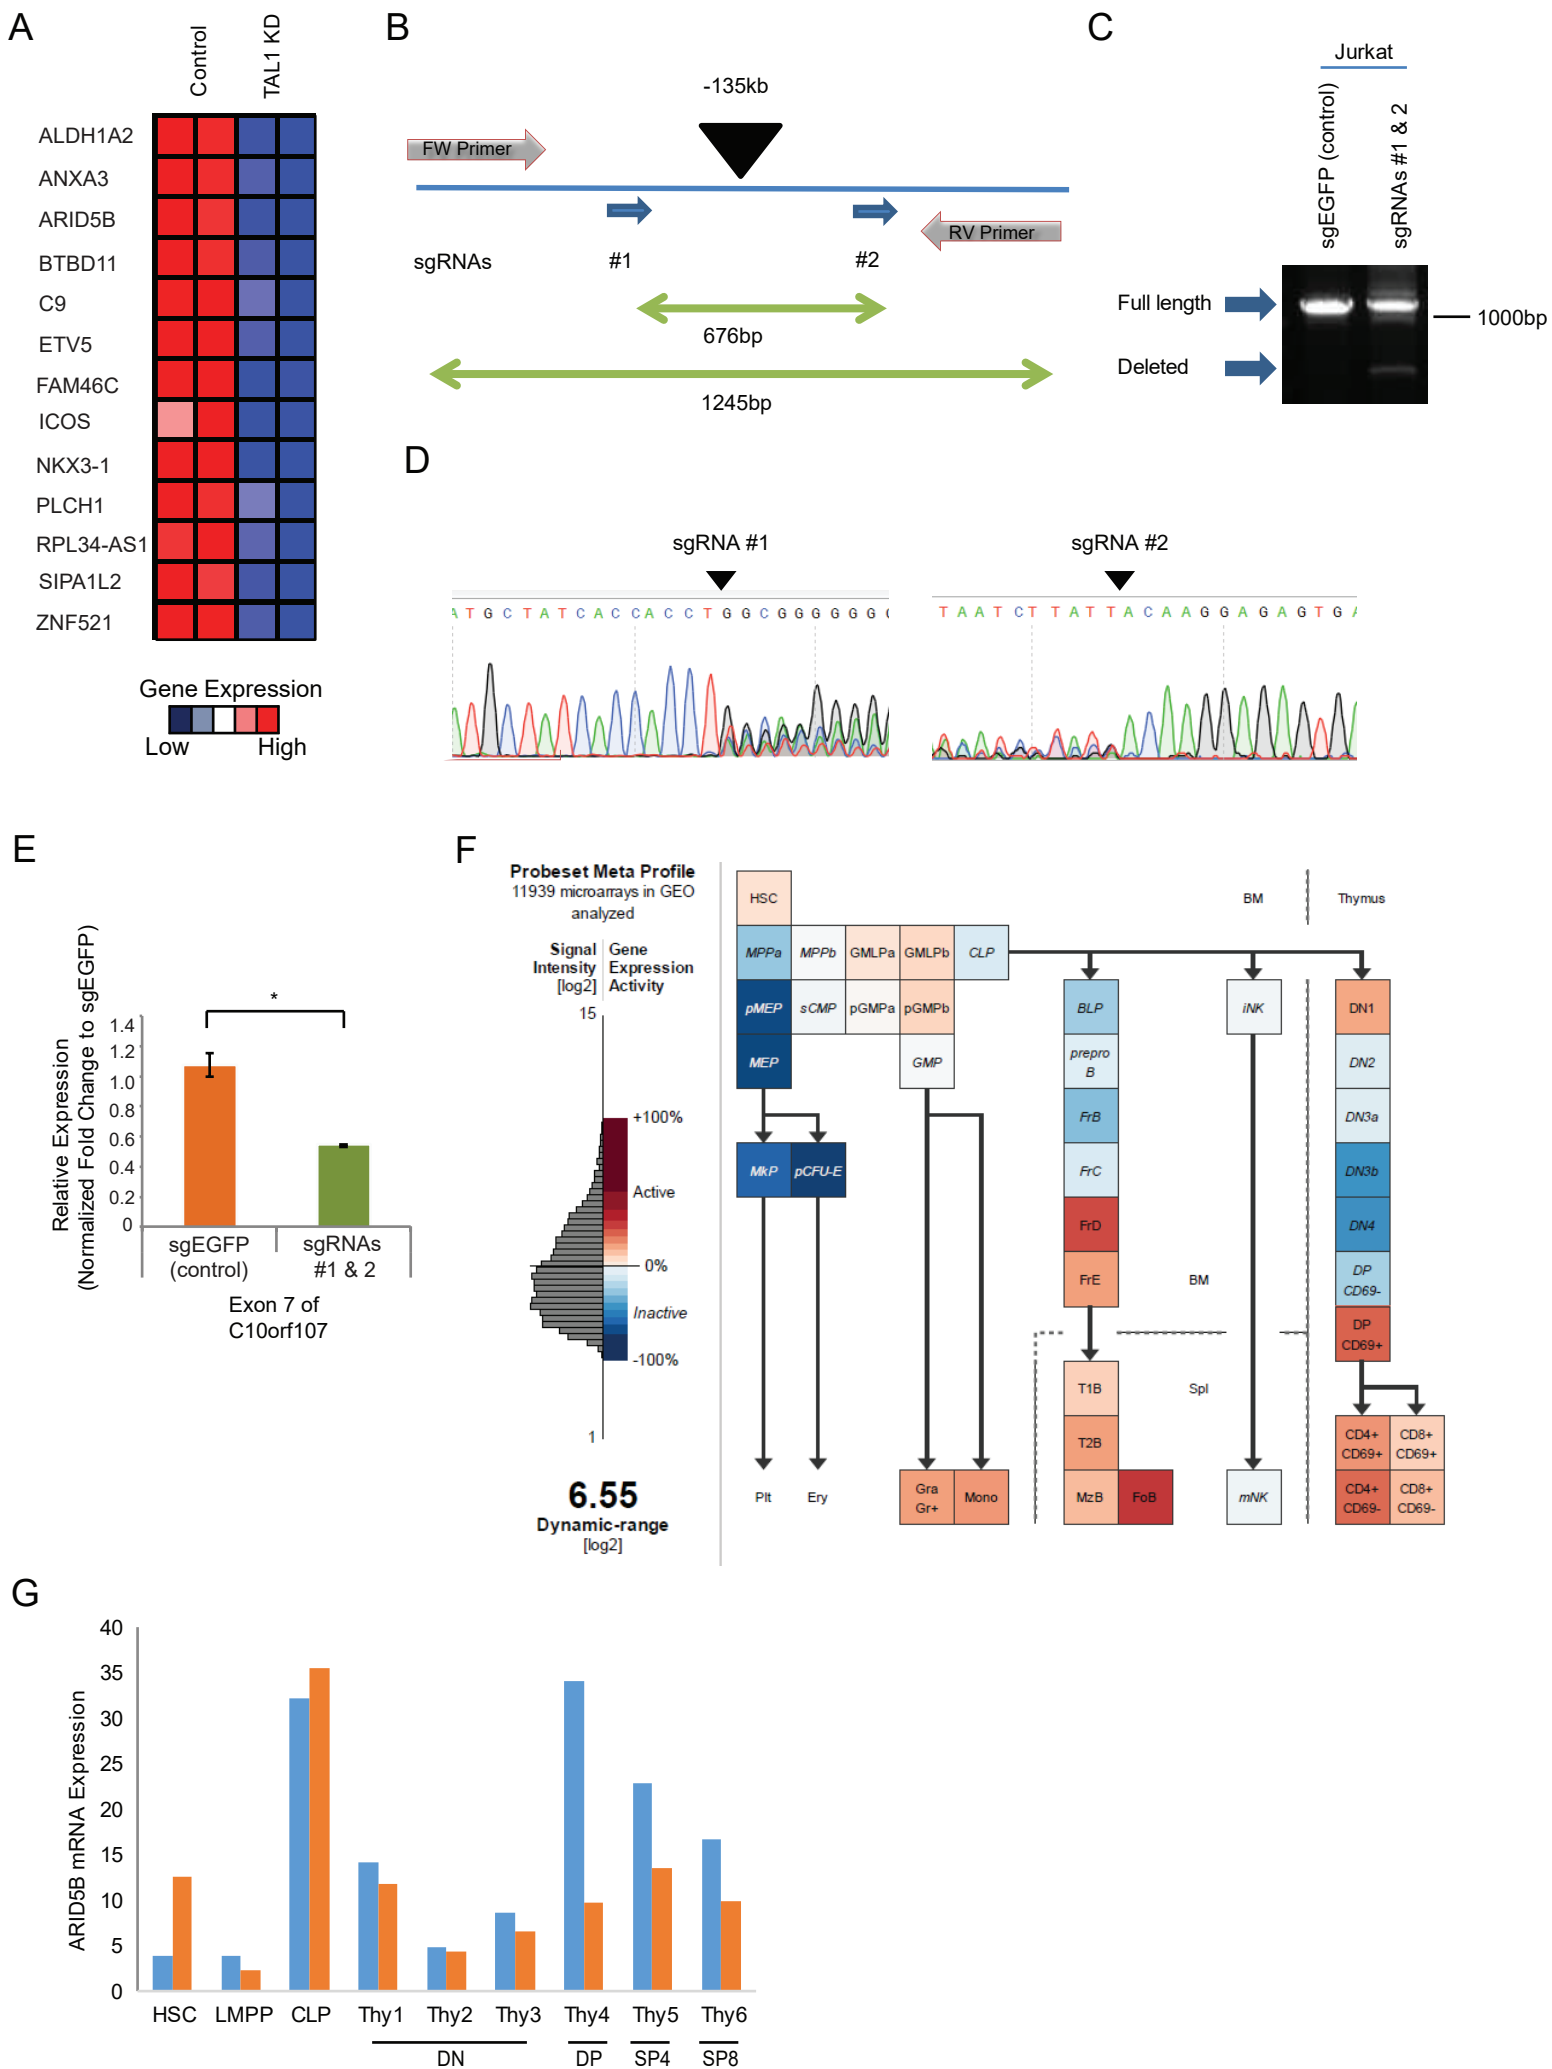 A
Control
TAL1 KD
ALDH1A2
ANXA3
ARID5B
BTBD11
C9
ETV5
FAM46C
ICOS
NKX3-1
PLCH1
RPL34-AS1
SIPA1L2
ZNF521
Gene Expression
Low
High
B
-135kb
FW Primer
RV Primer
sgRNAs
#1
#2
676bp
1245bp
C
Jurkat
sgEGFP (control)
sgRNAs #1 & 2
Full length
Deleted
1000bp
D
sgRNA #1
ATGCTATCACCACCTGGCGGGGGG
sgRNA #2
TAATCTTATTACAAGGAGAGTGA
E
Relative Expression
(Normalized Fold Change to sgEGFP)
*
1.4
1.2
1.0
0.8
0.6
0.4
0.2
0
sgEGFP
(control)
sgRNAs
#1 & 2
Exon 7 of
C10orf107
F
Probeset Meta Profile
11939 microarrays in GEO
analyzed
Signal
Intensity
[log2]
Gene
Expression
Activity
15
+100%
Active
0%
Inactive
-100%
1
6.55
Dynamic-range
[log2]
HSC
BM
Thymus
MPPa
MPPb
GMLPa
GMLPb
CLP
pMEP
sCMP
pGMPa
pGMPb
BLP
iNK
DN1
MEP
GMP
prepro
B
DN2
FrB
DN3a
MkP
pCFU-E
FrC
DN3b
FrD
DN4
FrE
BM
DP
CD69-
DP
CD69+
T1B
Spl
T2B
CD4+
CD69+
CD8+
CD69+
Plt
Ery
Gra
Gr+
Mono
MzB
FoB
mNK
CD4+
CD69-
CD8+
CD69-
G
ARID5B mRNA Expression
40
35
30
25
20
15
10
5
0
HSC
LMPP
CLP
Thy1
Thy2
Thy3
Thy4
Thy5
Thy6
DN
DP
SP4
SP8